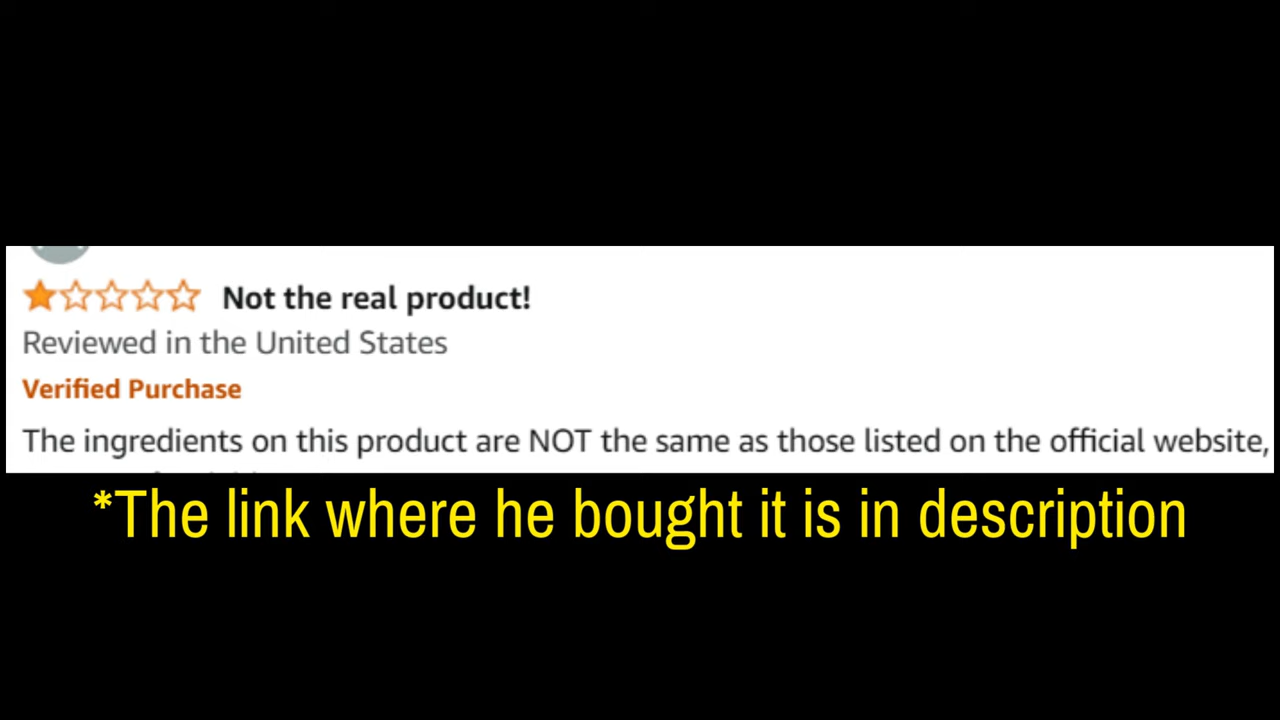 Not the real product!
Reviewed in the United States
Verified Purchase
The ingredients on this product are NOT the same as those listed on the official website,
*The link where he bought it is in description